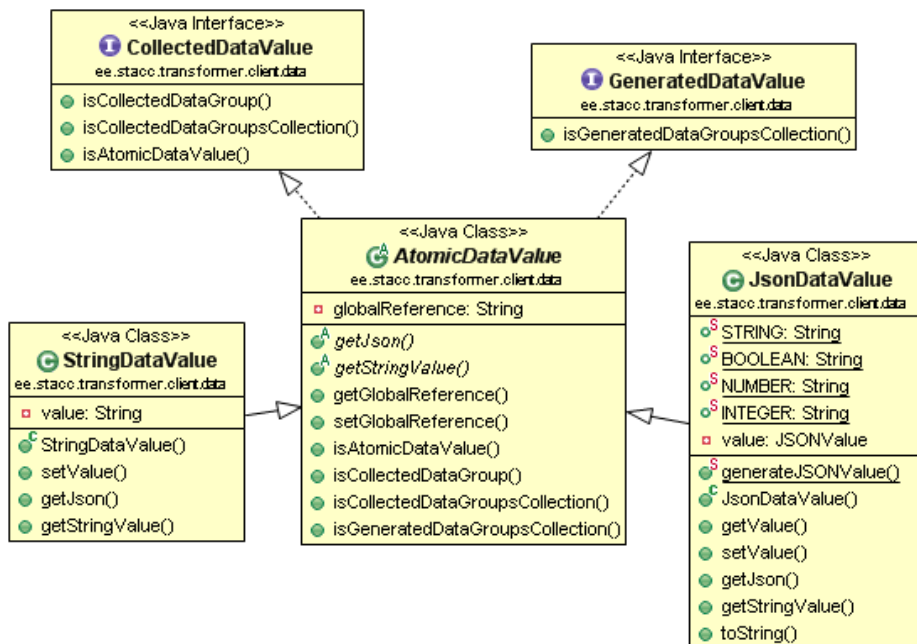 <<Java Interface>>
I CollectedDataValue
ee.stacc.transformer.client.data
isCollectedDataGroup()
isCollectedDataGroupsCollection()
isAtomicDataValue()
<<Java Interface>>
I GeneratedDataValue
ee.stacc.transformer.client.data
isGeneratedDataGroupsCollection()
<<Java Class>>
C A AtomicDataValue
ee.stacc.transformer.client.data
globalReference: String
A getJson()
A getStringValue()
getGlobalReference()
setGlobalReference()
isAtomicDataValue()
isCollectedDataGroup()
isCollectedDataGroupsCollection()
isGeneratedDataGroupsCollection()
<<Java Class>>
C StringDataValue
ee.stacc.transformer.client.data
value: String
C StringDataValue()
setValue()
getJson()
getStringValue()
<<Java Class>>
C JsonDataValue
ee.stacc.transformer.client.data
S STRING: String
S BOOLEAN: String
S NUMBER: String
S INTEGER: String
value: JSONValue
S generateJSONValue()
C JsonDataValue()
getValue()
setValue()
getJson()
getStringValue()
toString()